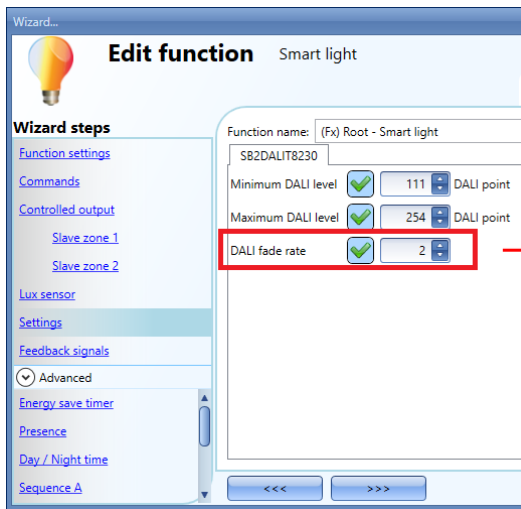 Wizard...
Edit function Smart light
Wizard steps
Function settings
Commands
Controlled output
Slave zone 1
Slave zone 2
Lux sensor
Settings
Feedback signals
Advanced
Energy save timer
Presence
Day / Night time
Sequence A
Function name: (Fx) Root - Smart light
SB2DALIT8230
Minimum DALI level 111 DALI point
Maximum DALI level 254 DALI point
DALI fade rate 2
<<< >>>